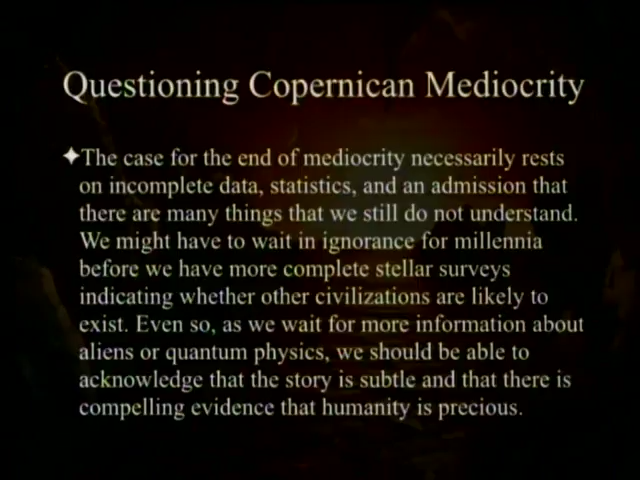 Questioning Copernican Mediocrity
The case for the end of mediocrity necessarily rests
on incomplete data, statistics, and an admission that
there are many things that we still do not understand.
We might have to wait in ignorance for millennia
before we have more complete stellar surveys
indicating whether other civilizations are likely to
exist. Even so, as we wait for more information about
aliens or quantum physics, we should be able to
acknowledge that the story is subtle and that there is
compelling evidence that humanity is precious.